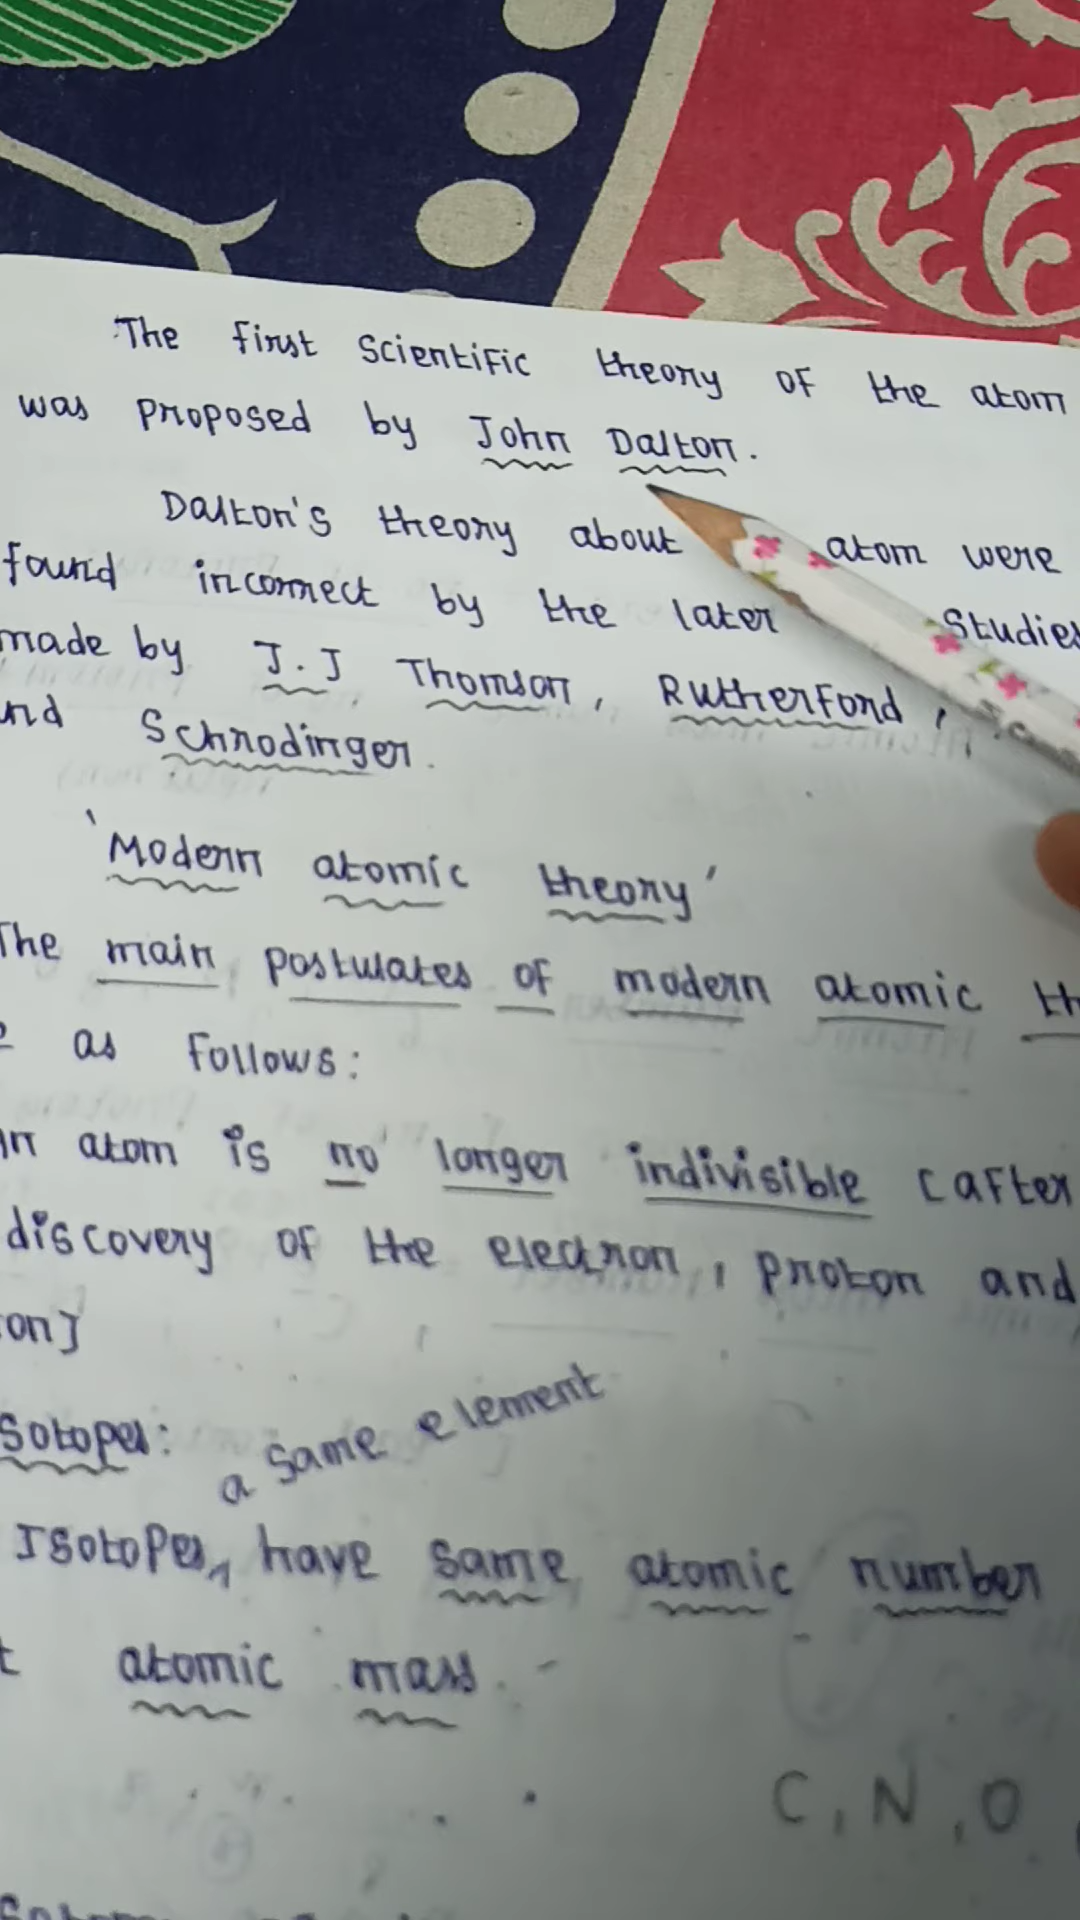 The first scientific theory of the atom
was proposed by John Dalton.
Dalton's theory about atom were
found incorrect by the later studies
made by J.J Thomson, Rutherford,
nd Schrodinger.
'Modern atomic theory'
The main postulates of modern atomic th
e as follows:
An atom is no longer indivisible [after
discovery of the electron, proton and
on]
sotopes:
a same element
Isotopes, have same atomic number
t atomic mass.
C, N, O